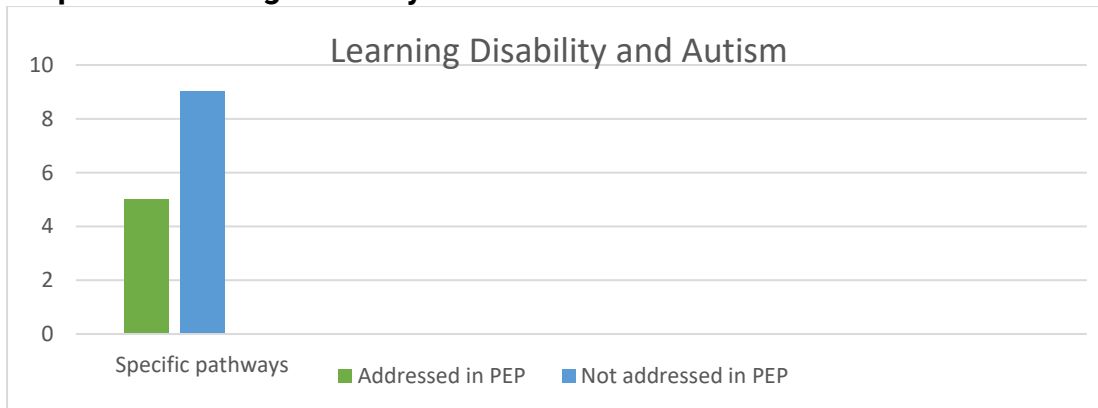 Learning Disability and Autism
10
8
6
4
2
0
Specific pathways
Addressed in PEP
Not addressed in PEP